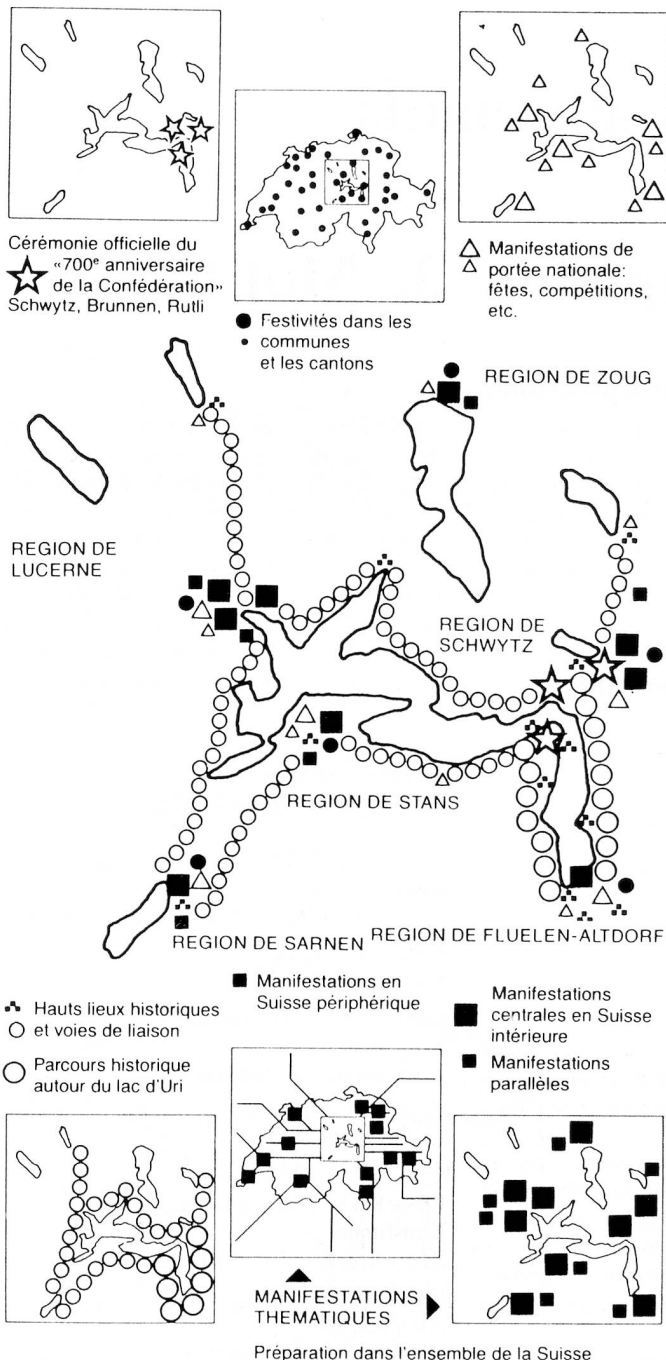 Cérémonie officielle du
«700e anniversaire
de la Confédération»
Schwytz, Brunnen, Rutli
Festivités dans les
communes
et les cantons
Manifestations de
portée nationale:
fêtes, compétitions,
etc.
REGION DE ZOUG
REGION DE
LUCERNE
REGION DE
SCHWYTZ
REGION DE STANS
REGION DE SARNEN
REGION DE FLUELEN-ALTDORF
Hauts lieux historiques
et voies de liaison
Parcours historique
autour du lac d'Uri
Manifestations en
Suisse périphérique
Manifestations
centrales en Suisse
intérieure
Manifestations
parallèles
MANIFESTATIONS
THEMATIQUES
Préparation dans l'ensemble de la Suisse